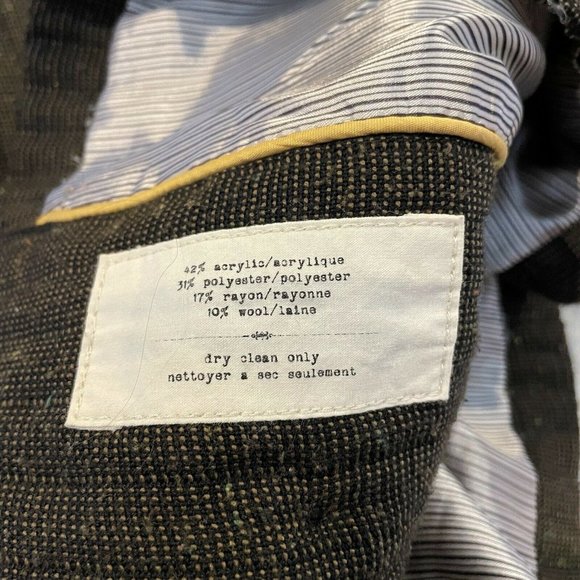 42% acrylic/acrylique
31% polyester/polyester
17% rayon/rayonne
10% wool/laine
dry clean only
nettoyer a sec seulement